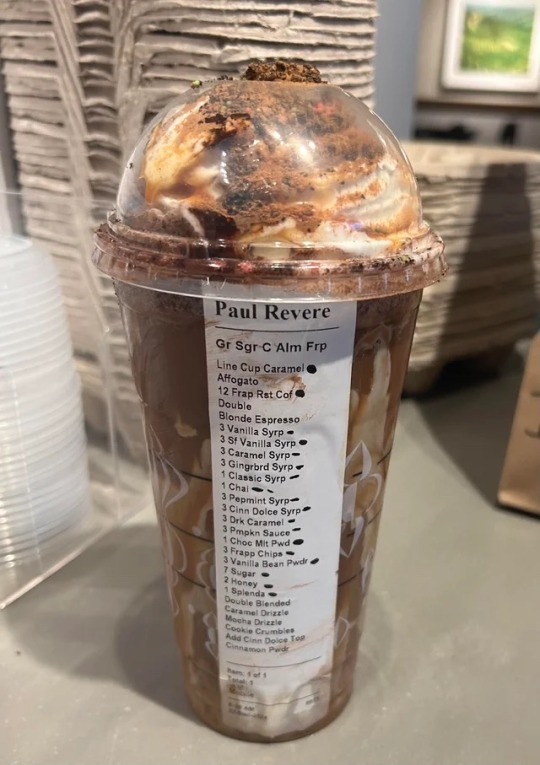 Paul Revere
Gr Sgr-C Alm Frp
Line Cup Caramel
Affogato
12 Frap Rst Cof
Double
Blonde Espresso
3 Vanilla Syrp
3 Sf Vanilla Syrp
3 Caramel Syrp
3 Gingrbrd Syrp
1 Classic Syrp
1 Chai
3 Pepmint Syrp
3 Cinn Dolce Syrp
3 Drk Caramel
3 Pmpkn Sauce
1 Choc Mlt Pwd
3 Frapp Chips
3 Vanilla Bean Pwdr
7 Sugar
2 Honey
1 Splenda
Double Blended
Caramel Drizzle
Mocha Drizzle
Cookie Crumbles
Add Cinn Dolce Top
Cinnamon Pwdr
Item: 1 of 1